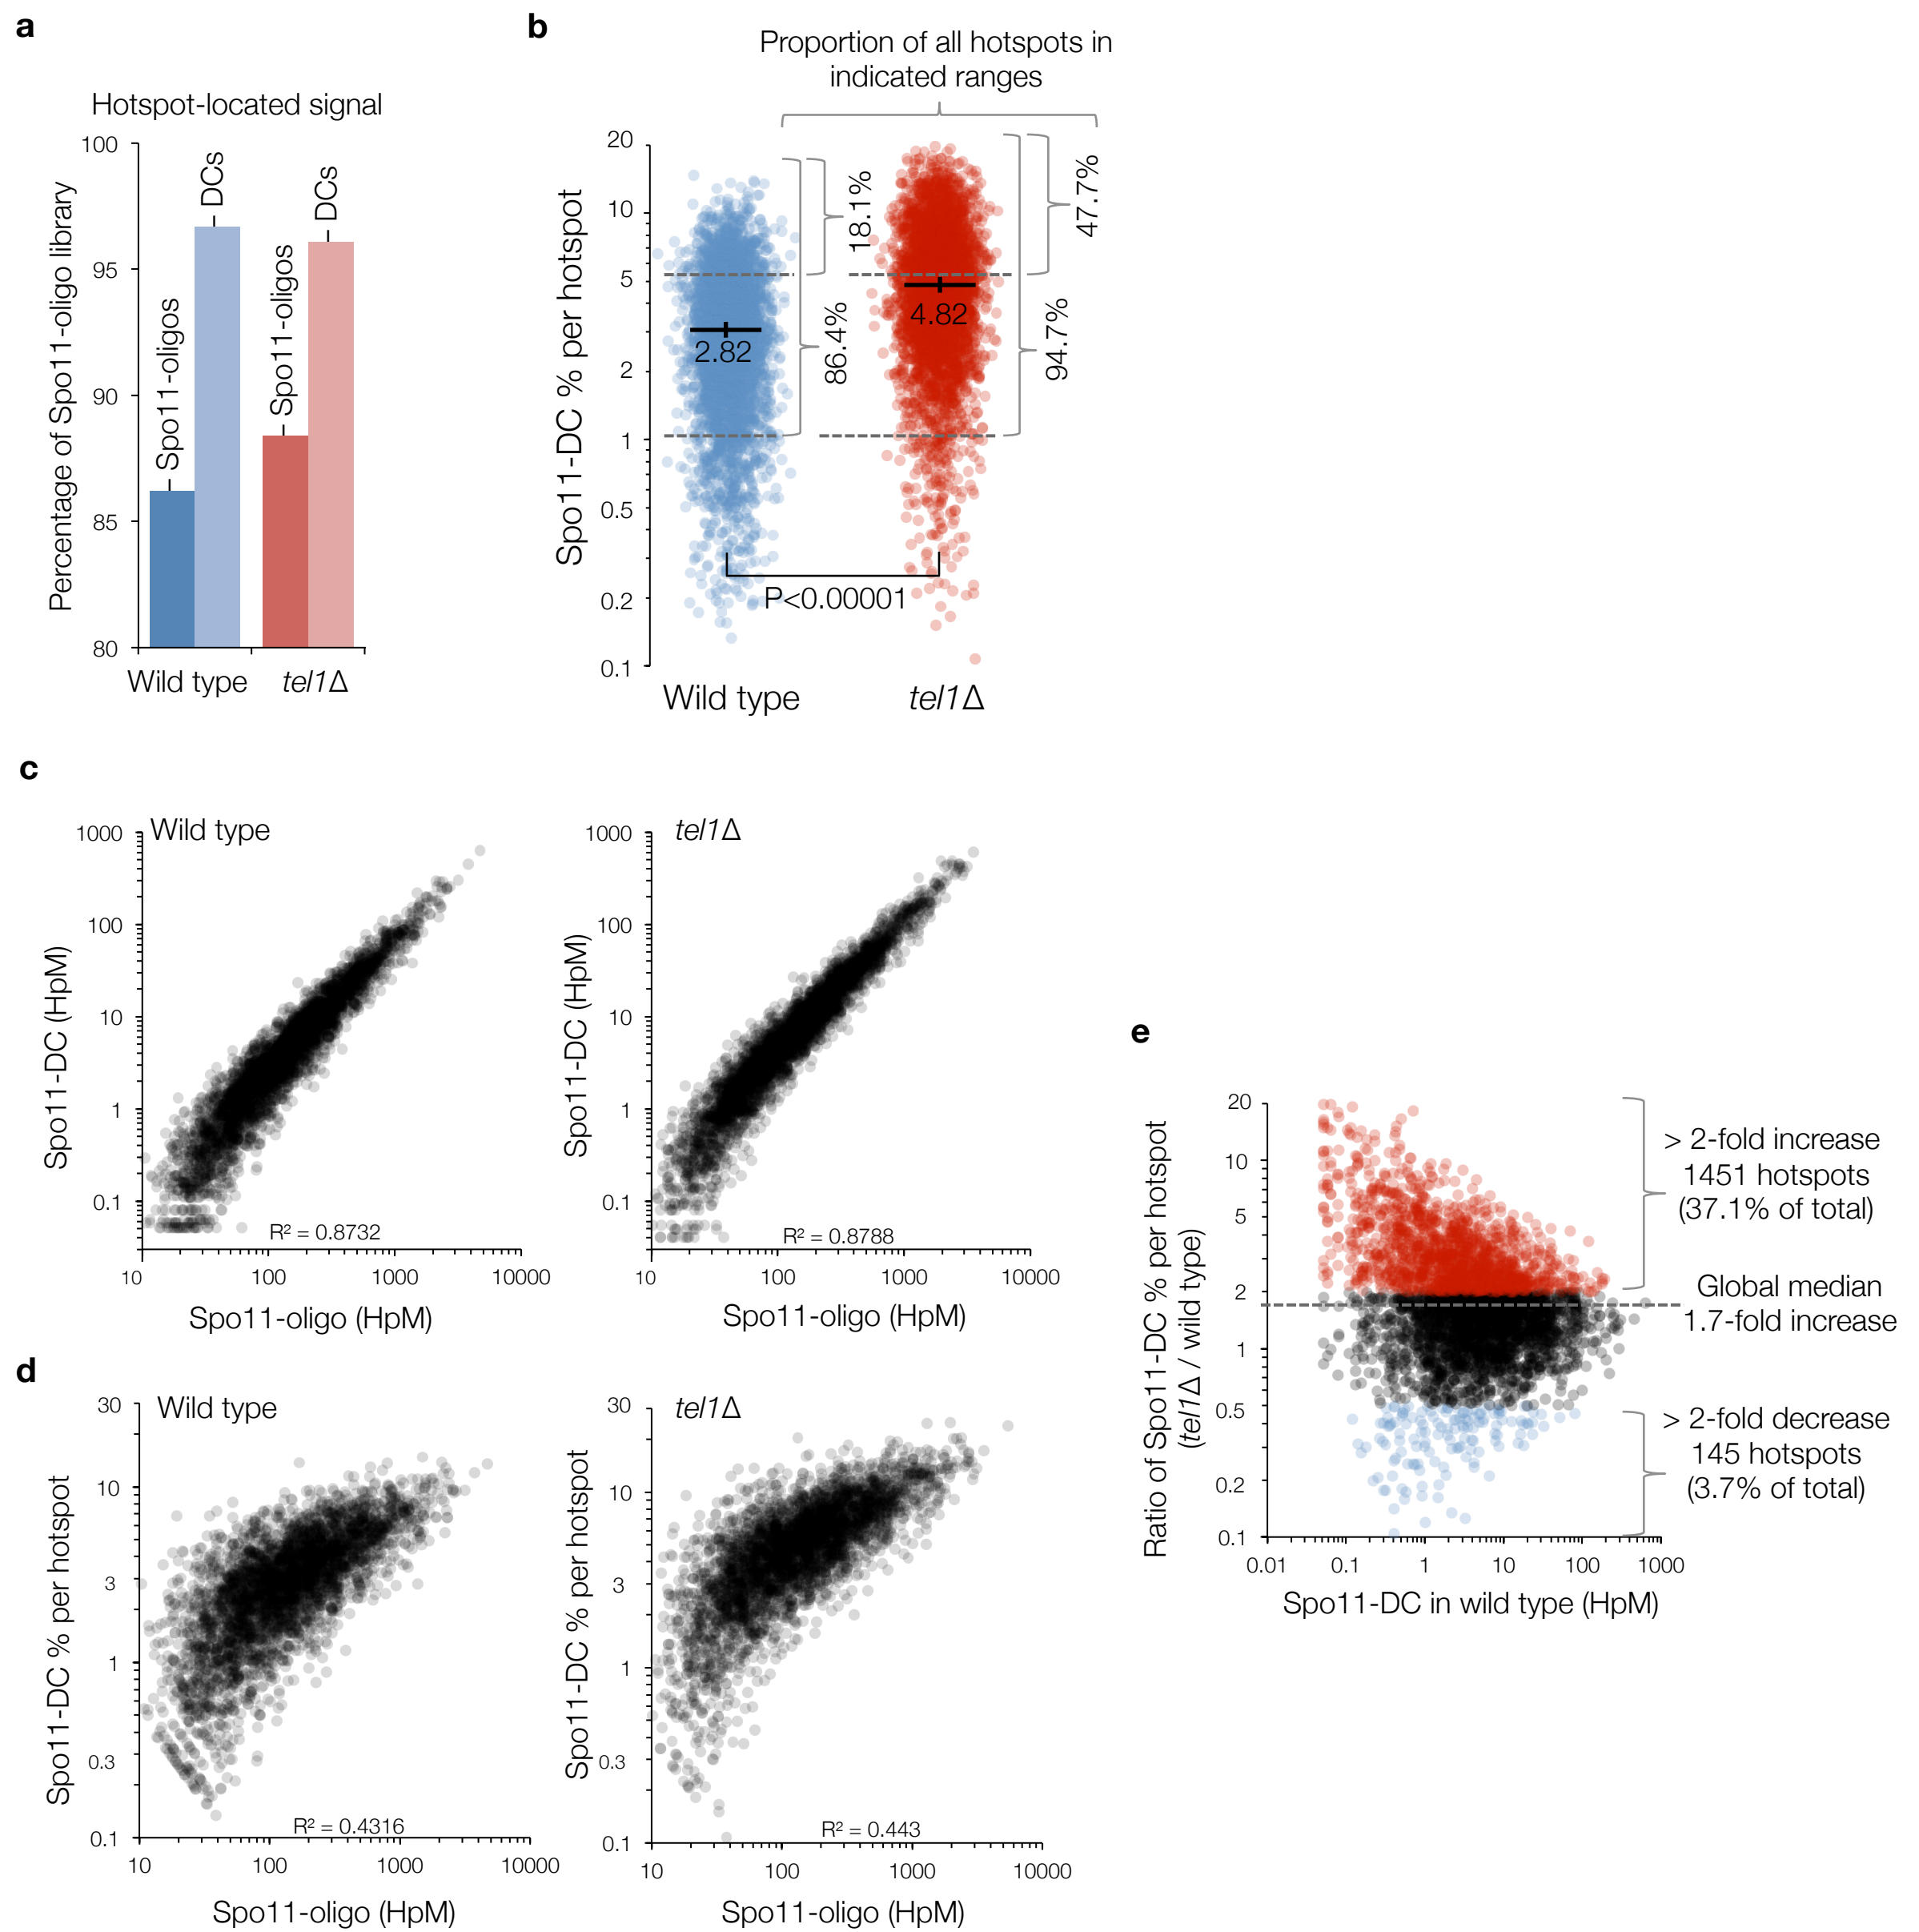 a
Hotspot-located signal
Percentage of Spo11-oligo library
100
95
90
85
80
Spo11-oligos
DCs
Spo11-oligos
DCs
Wild type
tel1Δ
b
Proportion of all hotspots in
indicated ranges
Spo11-DC % per hotspot
20
10
5
2
1
0.5
0.2
0.1
18.1%
86.4%
47.7%
94.7%
2.82
4.82
P<0.00001
Wild type
tel1Δ
c
Wild type
Spo11-DC (HpM)
1000
100
10
1
0.1
R² = 0.8732
10
100
1000
10000
Spo11-oligo (HpM)
tel1Δ
Spo11-DC (HpM)
1000
100
10
1
0.1
R² = 0.8788
10
100
1000
10000
Spo11-oligo (HpM)
d
Wild type
Spo11-DC % per hotspot
30
10
3
1
0.3
0.1
R² = 0.4316
10
100
1000
10000
Spo11-oligo (HpM)
tel1Δ
Spo11-DC % per hotspot
30
10
3
1
0.3
0.1
R² = 0.443
10
100
1000
10000
Spo11-oligo (HpM)
e
Ratio of Spo11-DC % per hotspot
(tel1Δ / wild type)
20
10
5
2
1
0.5
0.2
0.1
> 2-fold increase
1451 hotspots
(37.1% of total)
Global median
1.7-fold increase
> 2-fold decrease
145 hotspots
(3.7% of total)
0.01
0.1
1
10
100
1000
Spo11-DC in wild type (HpM)